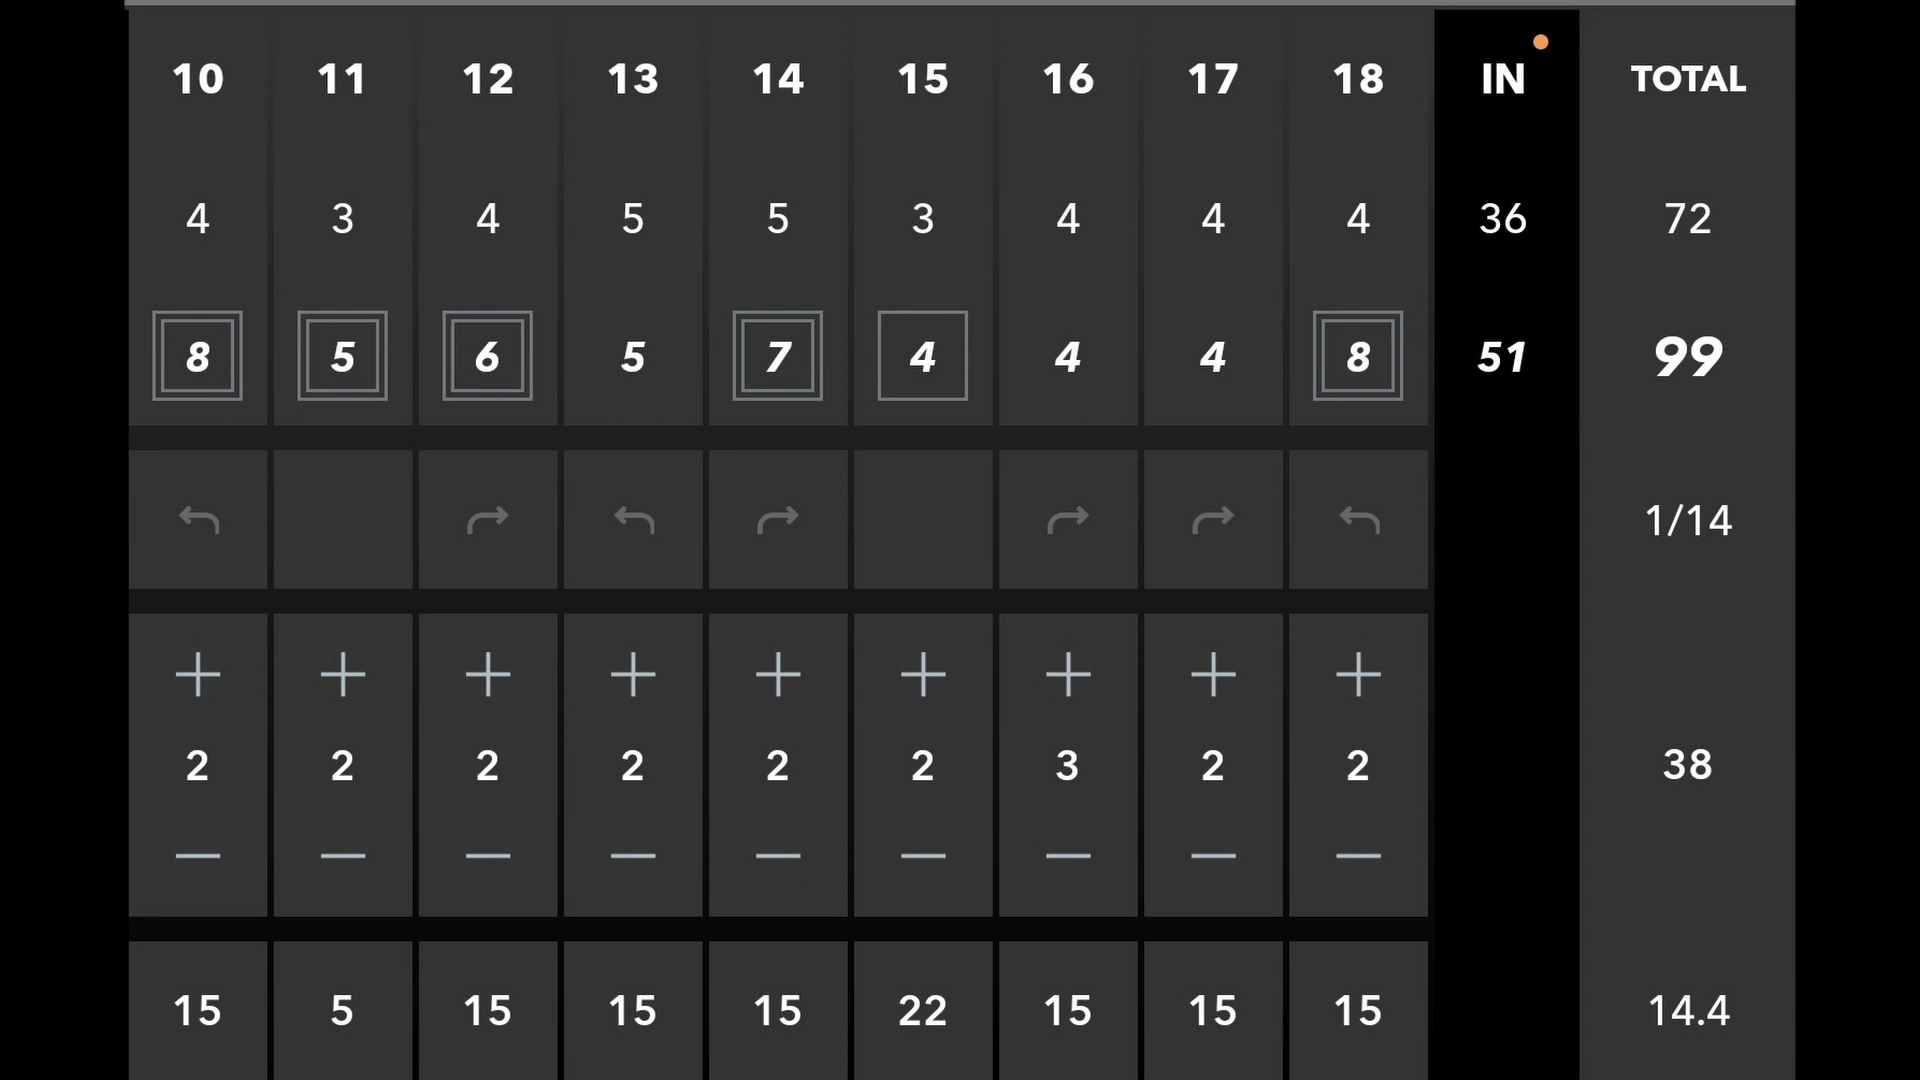 10 11 12 13 14 15 16 17 18 IN TOTAL
4 3 4 5 5 3 4 4 4 36 72
8 5 6 5 7 4 4 4 8 51 99
1/14
2 2 2 2 2 2 3 2 2 38
15 5 15 15 15 22 15 15 15 14.4